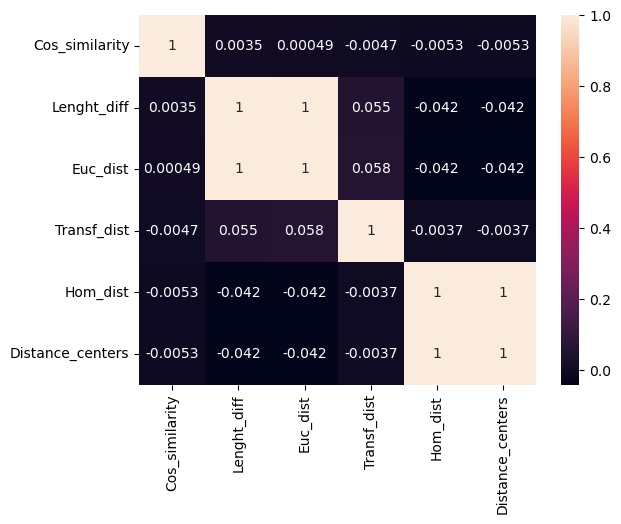 Cos_similarity 1 0.0035 0.00049 -0.0047 -0.0053 -0.0053
Lenght_diff 0.0035 1 1 0.055 -0.042 -0.042
Euc_dist 0.00049 1 1 0.058 -0.042 -0.042
Transf_dist -0.0047 0.055 0.058 1 -0.0037 -0.0037
Hom_dist -0.0053 -0.042 -0.042 -0.0037 1 1
Distance_centers -0.0053 -0.042 -0.042 -0.0037 1 1
Cos_similarity
Lenght_diff
Euc_dist
Transf_dist
Hom_dist
Distance_centers
1.0
0.8
0.6
0.4
0.2
0.0